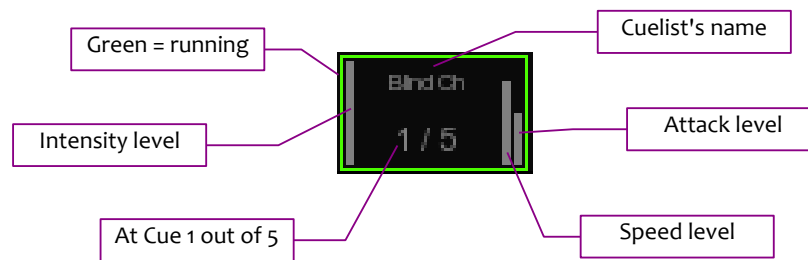 Cuelist's name
Green = running
Blind Ch
Intensity level
1 / 5
Attack level
At Cue 1 out of 5
Speed level